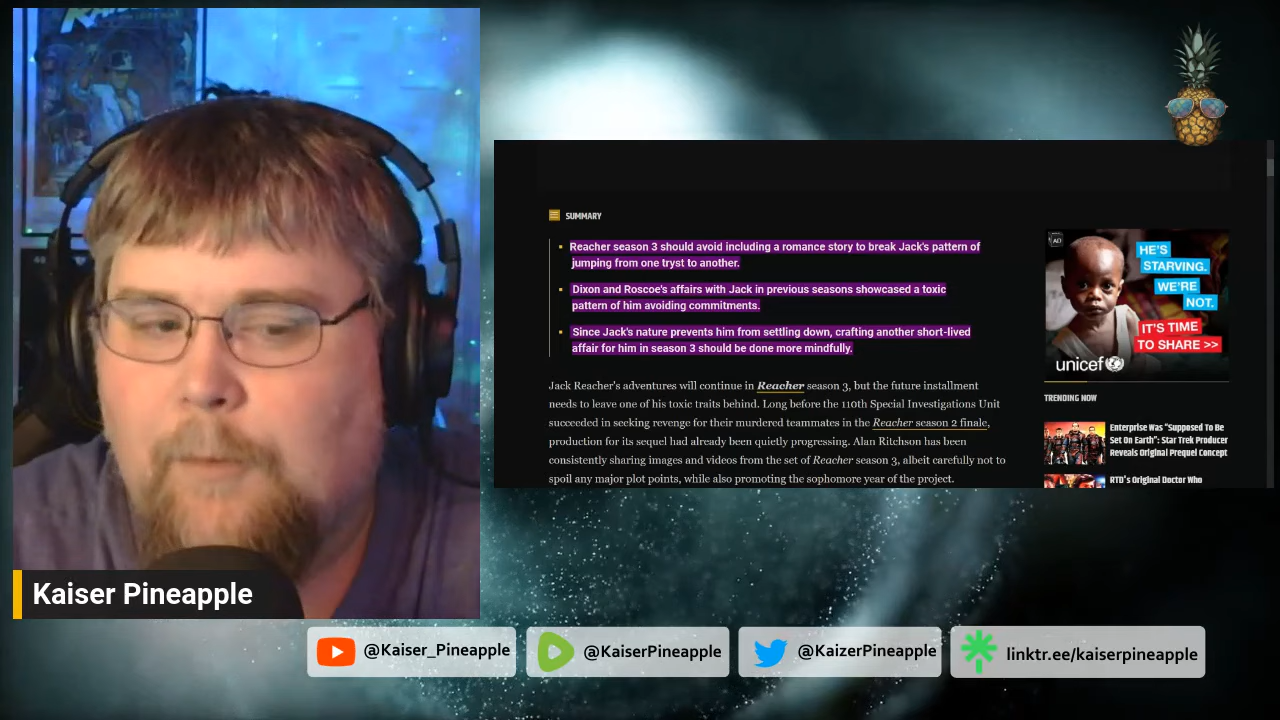 SUMMARY
Reacher season 3 should avoid including a romance story to break Jack's pattern of
jumping from one tryst to another.
Dixon and Roscoe's affairs with Jack in previous seasons showcased a toxic
pattern of him avoiding commitments.
Since Jack's nature prevents him from settling down, crafting another short-lived
affair for him in season 3 should be done more mindfully.
Jack Reacher's adventures will continue in Reacher season 3, but the future installment
needs to leave one of his toxic traits behind. Long before the 110th Special Investigations Unit
succeeded in seeking revenge for their murdered teammates in the Reacher season 2 finale,
production for its sequel had already been quietly progressing. Alan Ritchson has been
consistently sharing images and videos from the set of Reacher season 3, albeit carefully not to
spoil any major plot points, while also promoting the sophomore year of the project.
AD
HE'S
STARVING.
WE'RE
NOT.
IT'S TIME
TO SHARE >>
unicef
TRENDING NOW
Enterprise Was "Supposed To Be
Set On Earth": Star Trek Producer
Reveals Original Prequel Concept
RTD's Original Doctor Who
Kaiser Pineapple
@Kaiser_Pineapple
@KaiserPineapple
@KaizerPineapple
linktr.ee/kaiserpineapple